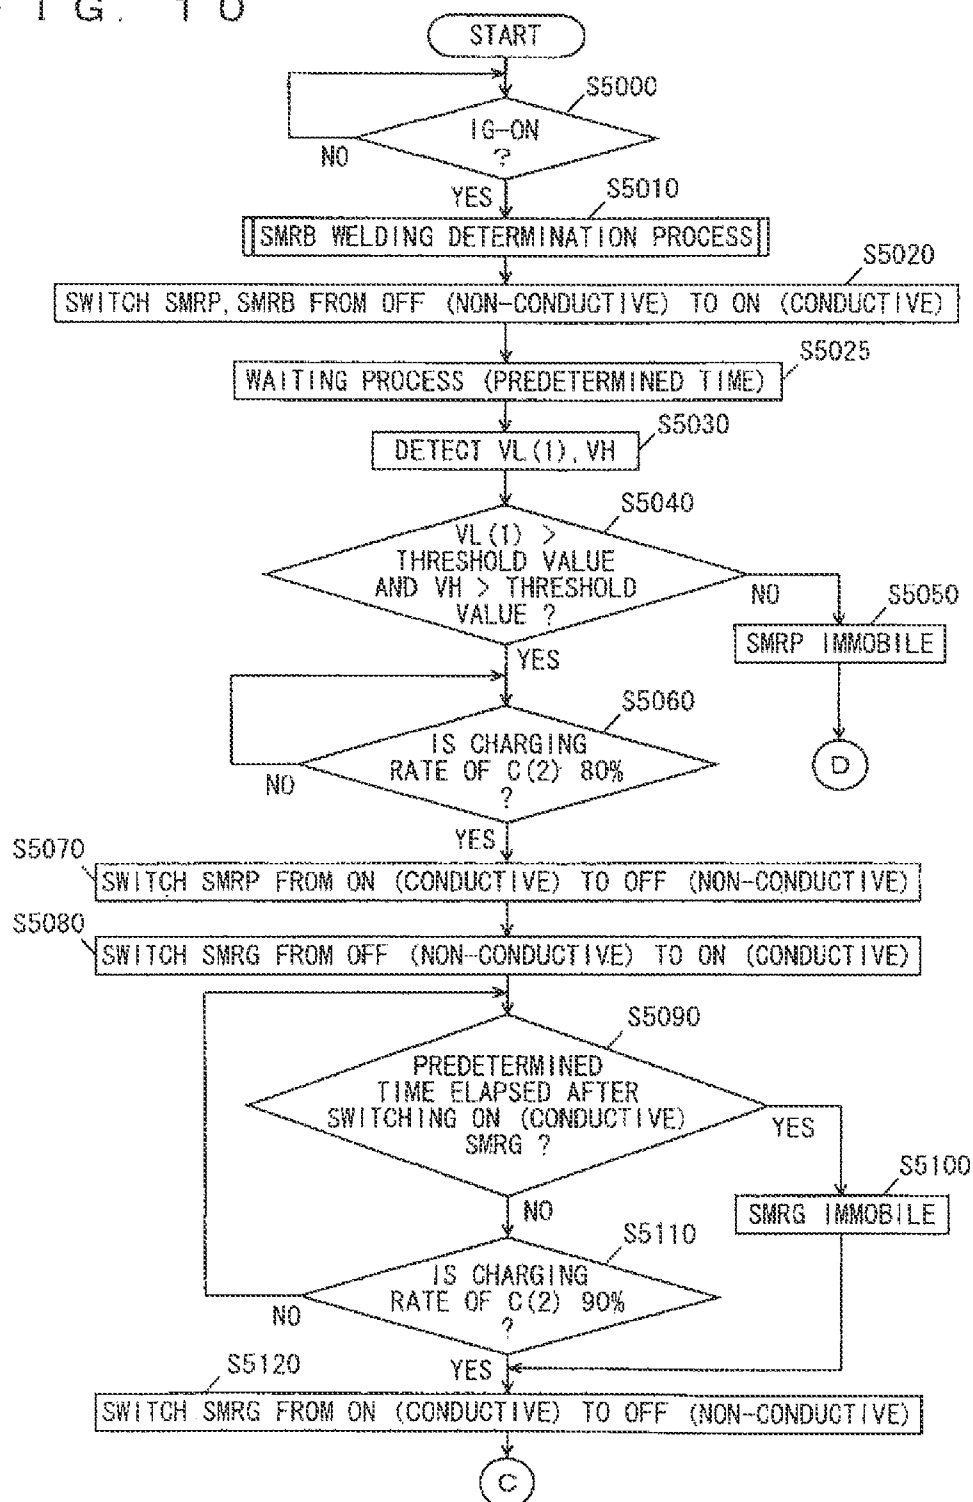 FIG. 10
START
S5000
IG-ON
?
NO
YES
S5010
SMRB WELDING DETERMINATION PROCESS
S5020
SWITCH SMRP, SMRB FROM OFF (NON-CONDUCTIVE) TO ON (CONDUCTIVE)
S5025
WAITING PROCESS (PREDETERMINED TIME)
S5030
DETECT VL(1), VH
S5040
VL(1) >
THRESHOLD VALUE
AND VH > THRESHOLD
VALUE ?
NO
S5050
SMRP IMMOBILE
YES
S5060
IS CHARGING
RATE OF C(2) 80%
?
NO
D
YES
S5070
SWITCH SMRP FROM ON (CONDUCTIVE) TO OFF (NON-CONDUCTIVE)
S5080
SWITCH SMRG FROM OFF (NON-CONDUCTIVE) TO ON (CONDUCTIVE)
S5090
PREDETERMINED
TIME ELAPSED AFTER
SWITCHING ON (CONDUCTIVE)
SMRG ?
YES
S5100
SMRG IMMOBILE
NO
S5110
IS CHARGING
RATE OF C(2) 90%
?
NO
YES
S5120
SWITCH SMRG FROM ON (CONDUCTIVE) TO OFF (NON-CONDUCTIVE)
C